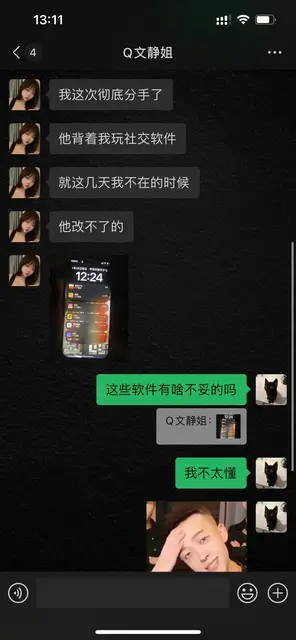 13:11
4
Q文静姐
我这次彻底分手了
他背着我玩社交软件
就这几天我不在的时候
他改不了的
12:24
这些软件有啥不妥的吗
Q文静姐：
我不太懂